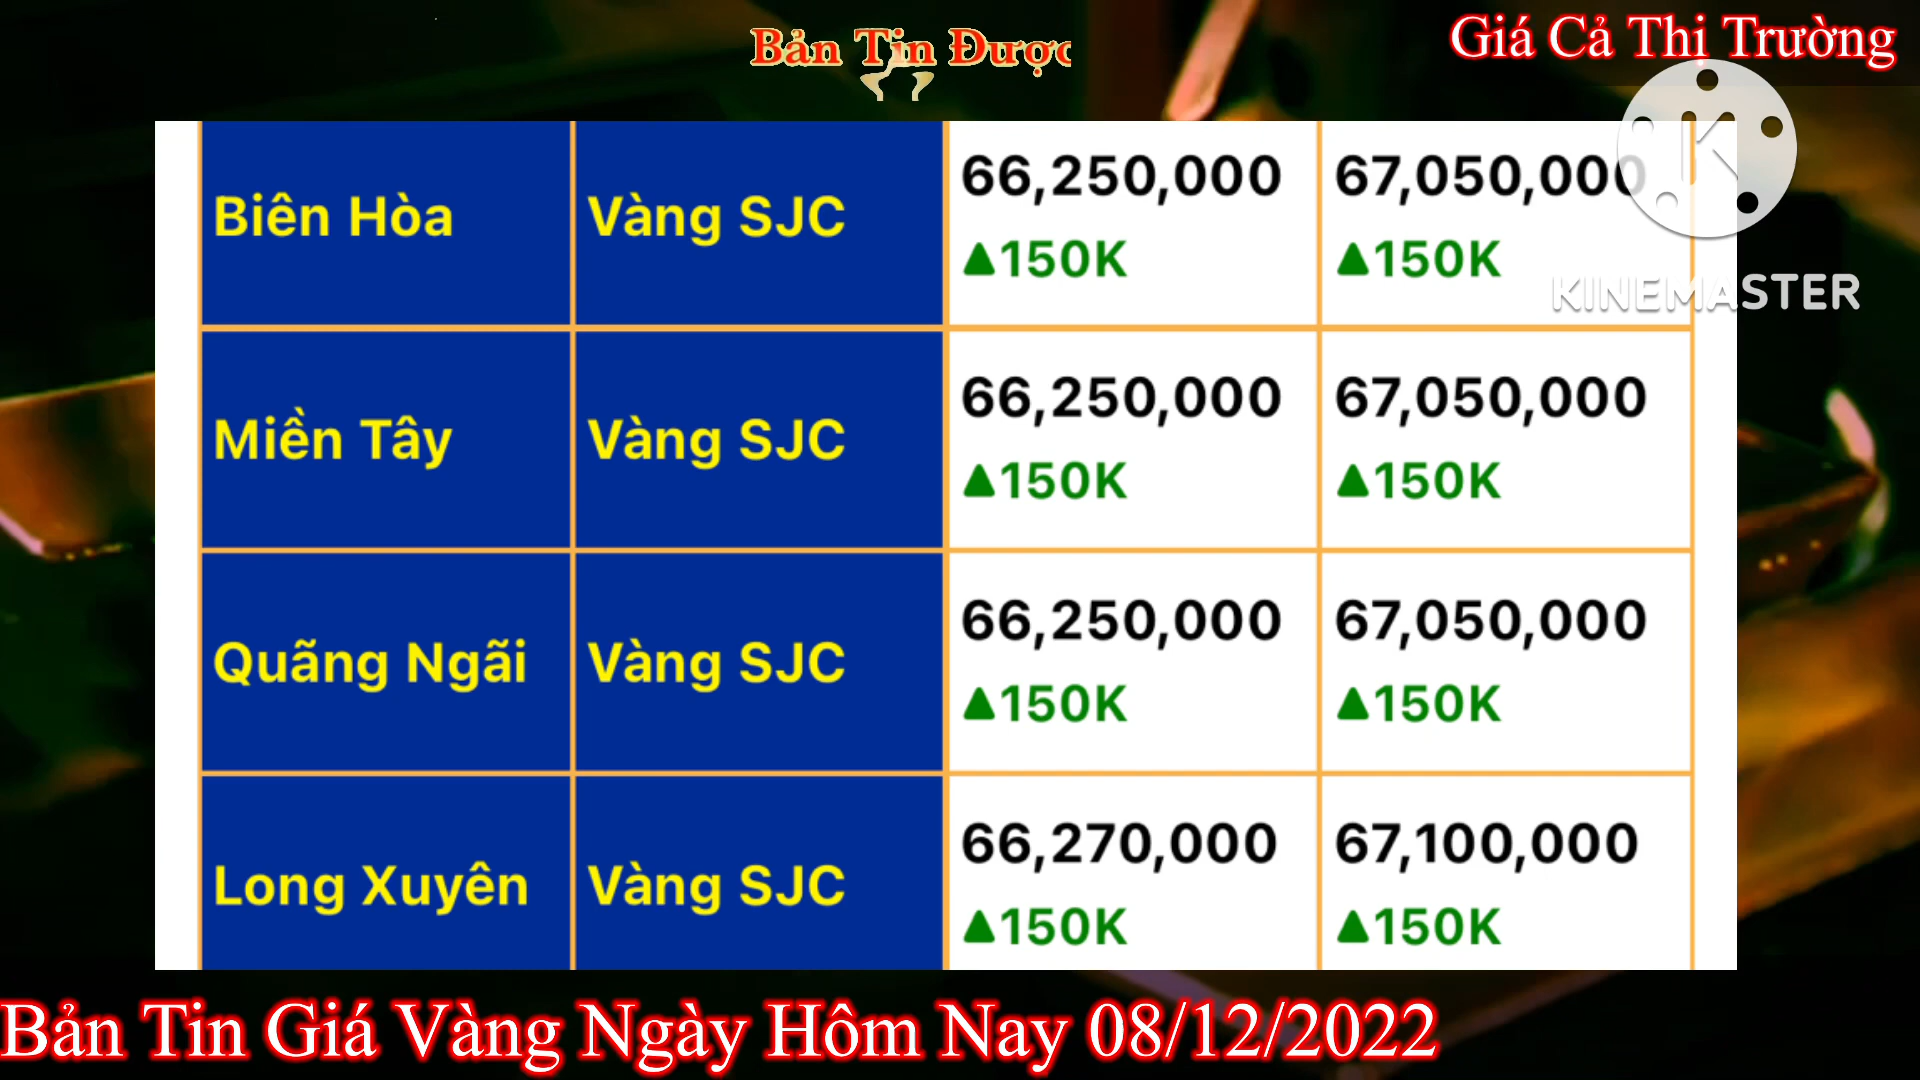 Bản Tin Được
Giá Cả Thị Trường
KINEMASTER
Biên Hòa Vàng SJC 66,250,000 67,050,000
▲150K ▲150K
Miền Tây Vàng SJC 66,250,000 67,050,000
▲150K ▲150K
Quãng Ngãi Vàng SJC 66,250,000 67,050,000
▲150K ▲150K
Long Xuyên Vàng SJC 66,270,000 67,100,000
▲150K ▲150K
Bản Tin Giá Vàng Ngày Hôm Nay 08/12/2022